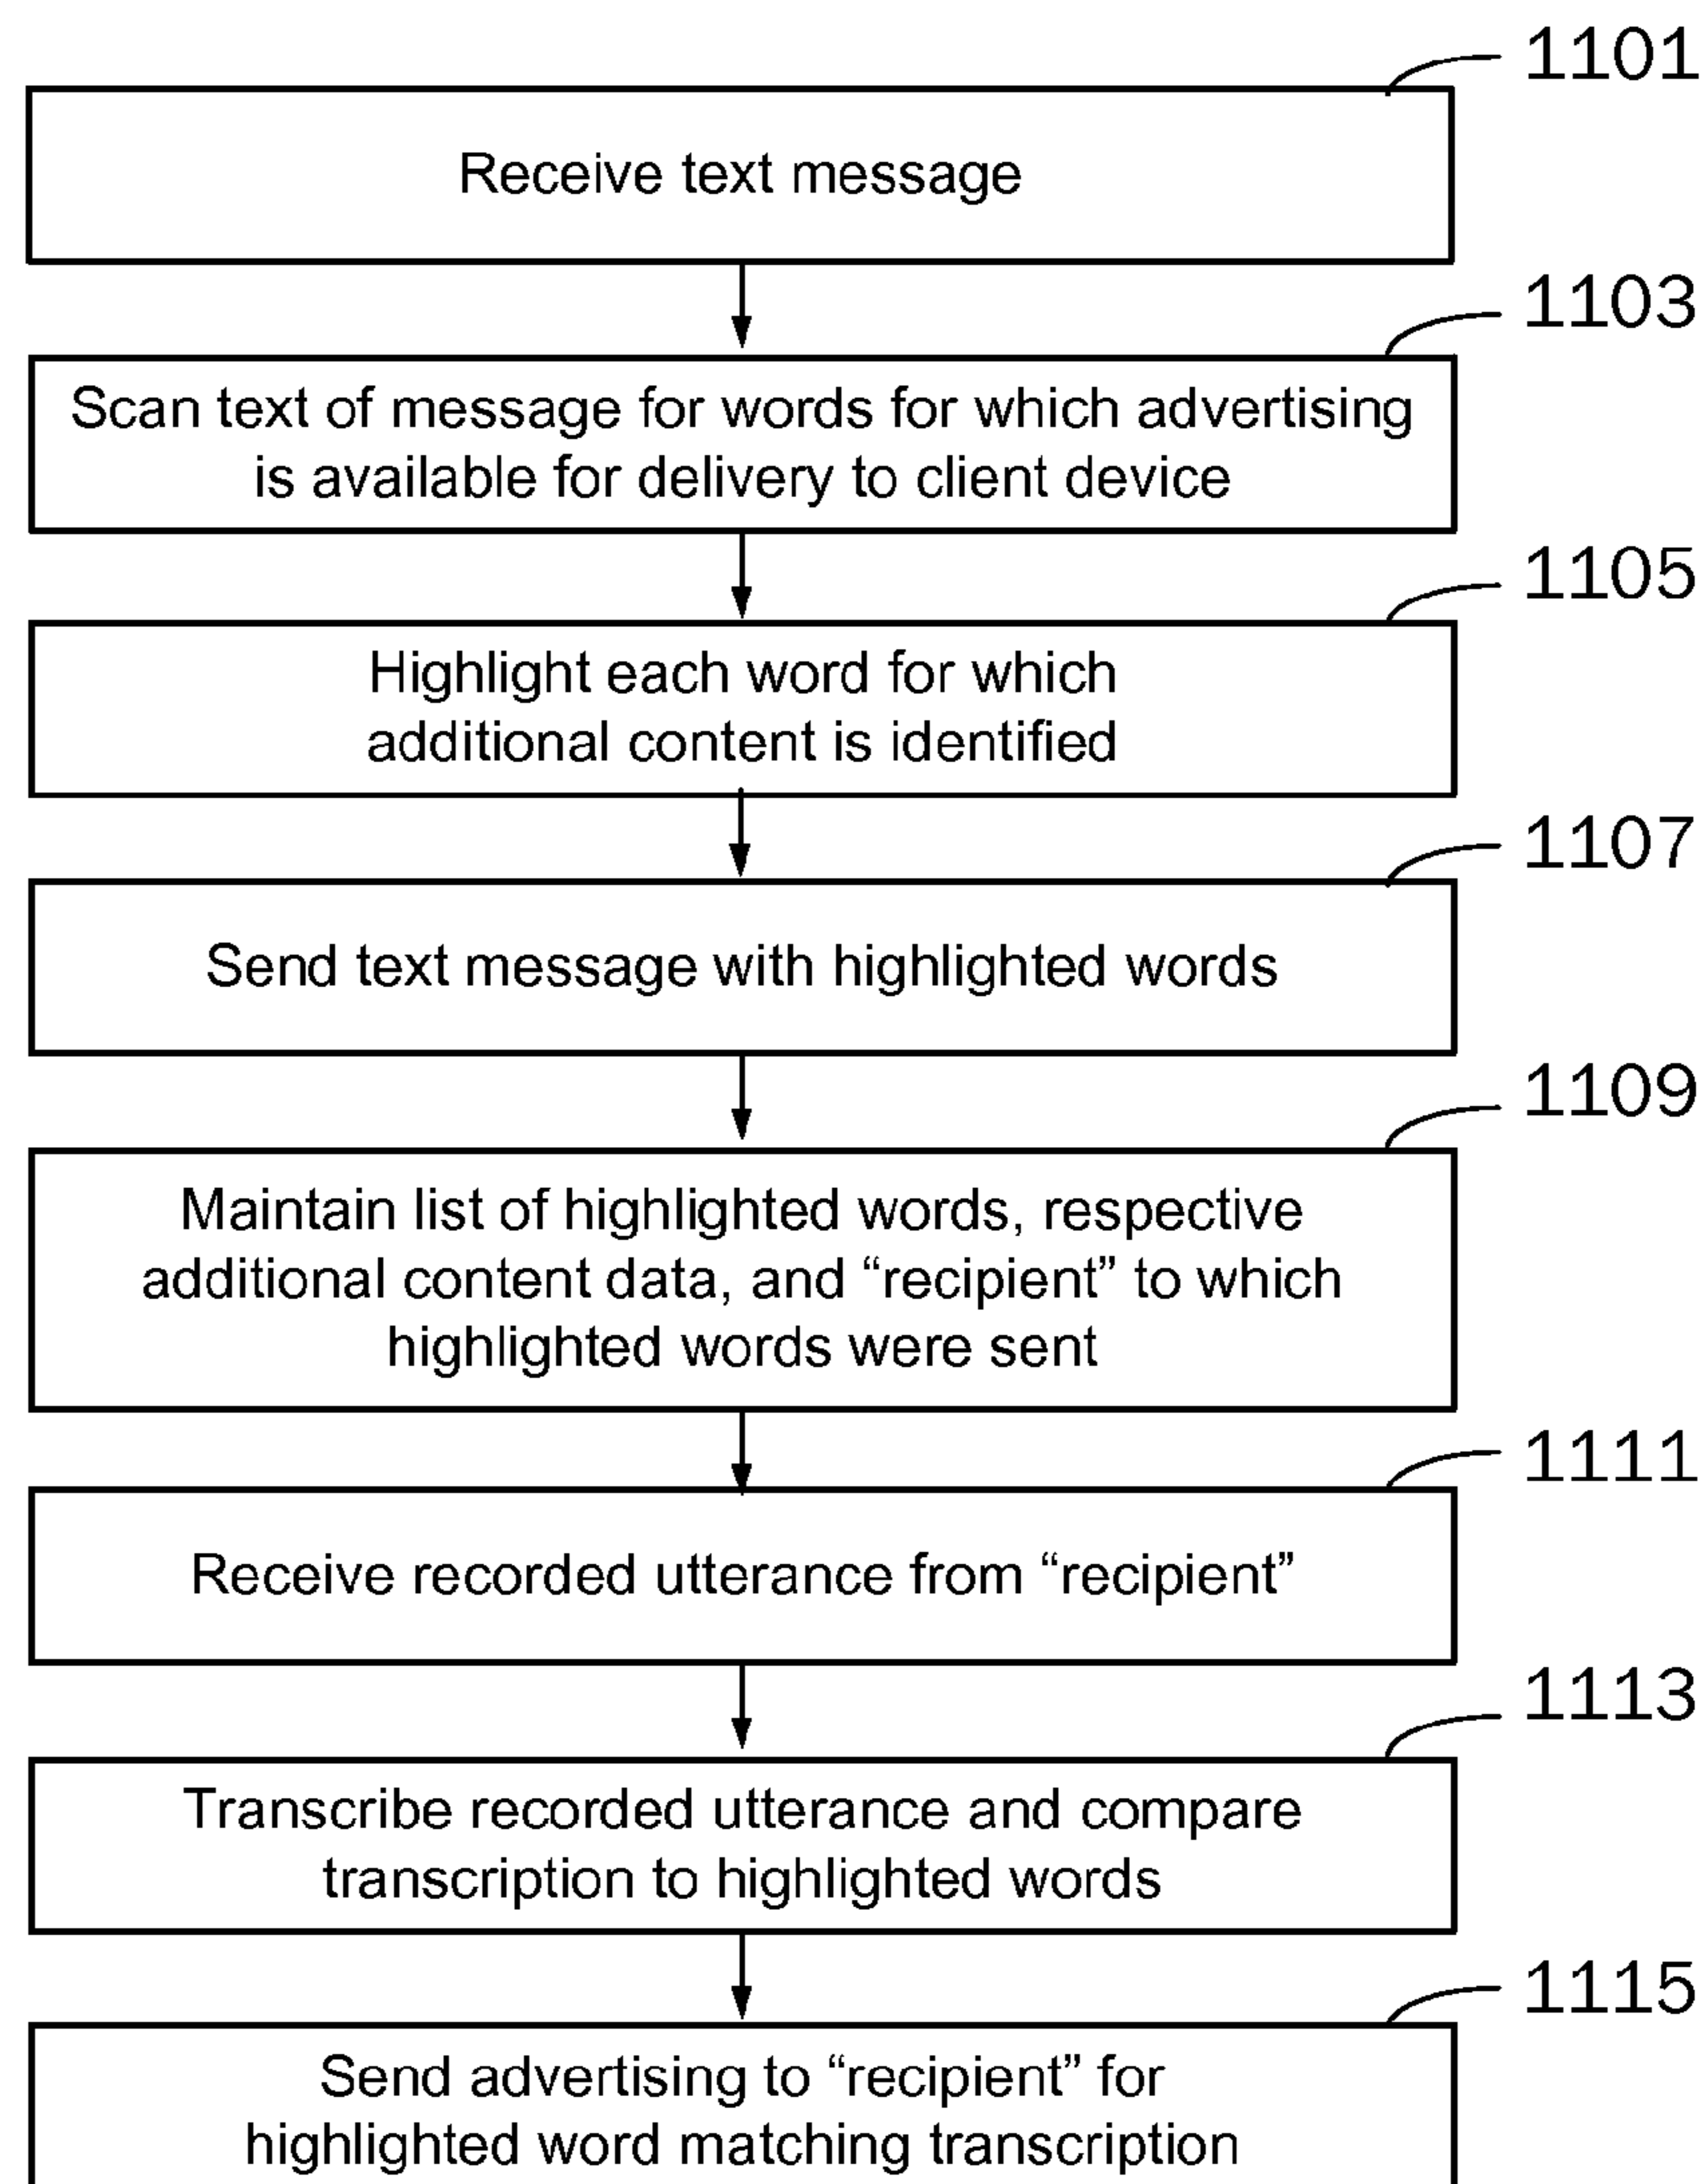 1101
Receive text message
1103
Scan text of message for words for which advertising
is available for delivery to client device
1105
Highlight each word for which
additional content is identified
1107
Send text message with highlighted words
1109
Maintain list of highlighted words, respective
additional content data, and “recipient” to which
highlighted words were sent
1111
Receive recorded utterance from “recipient”
1113
Transcribe recorded utterance and compare
transcription to highlighted words
1115
Send advertising to “recipient” for
highlighted word matching transcription